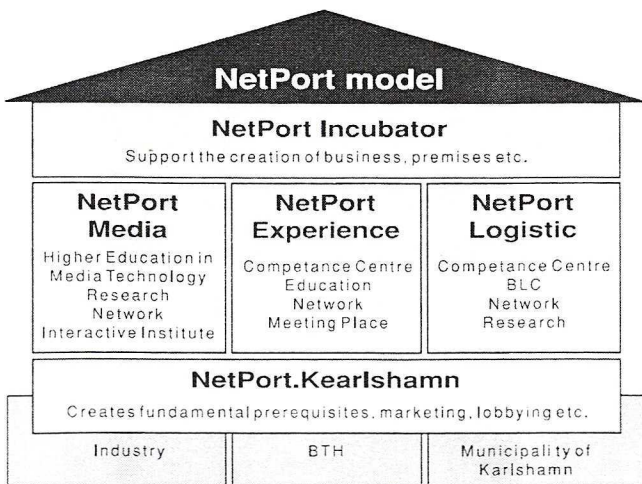 NetPort model
NetPort Incubator
Support the creation of business, premises etc.
NetPort
Media
Higher Education in
Media Technology
Research
Network
Interactive Institute
NetPort
Experience
Competance Centre
Education
Network
Meeting Place
NetPort
Logistic
Competance Centre
BLC
Network
Research
NetPort.Kearlshamn
Creates fundamental prerequisites, marketing, lobbying etc.
Industry
BTH
Municipality of
Karlshamn